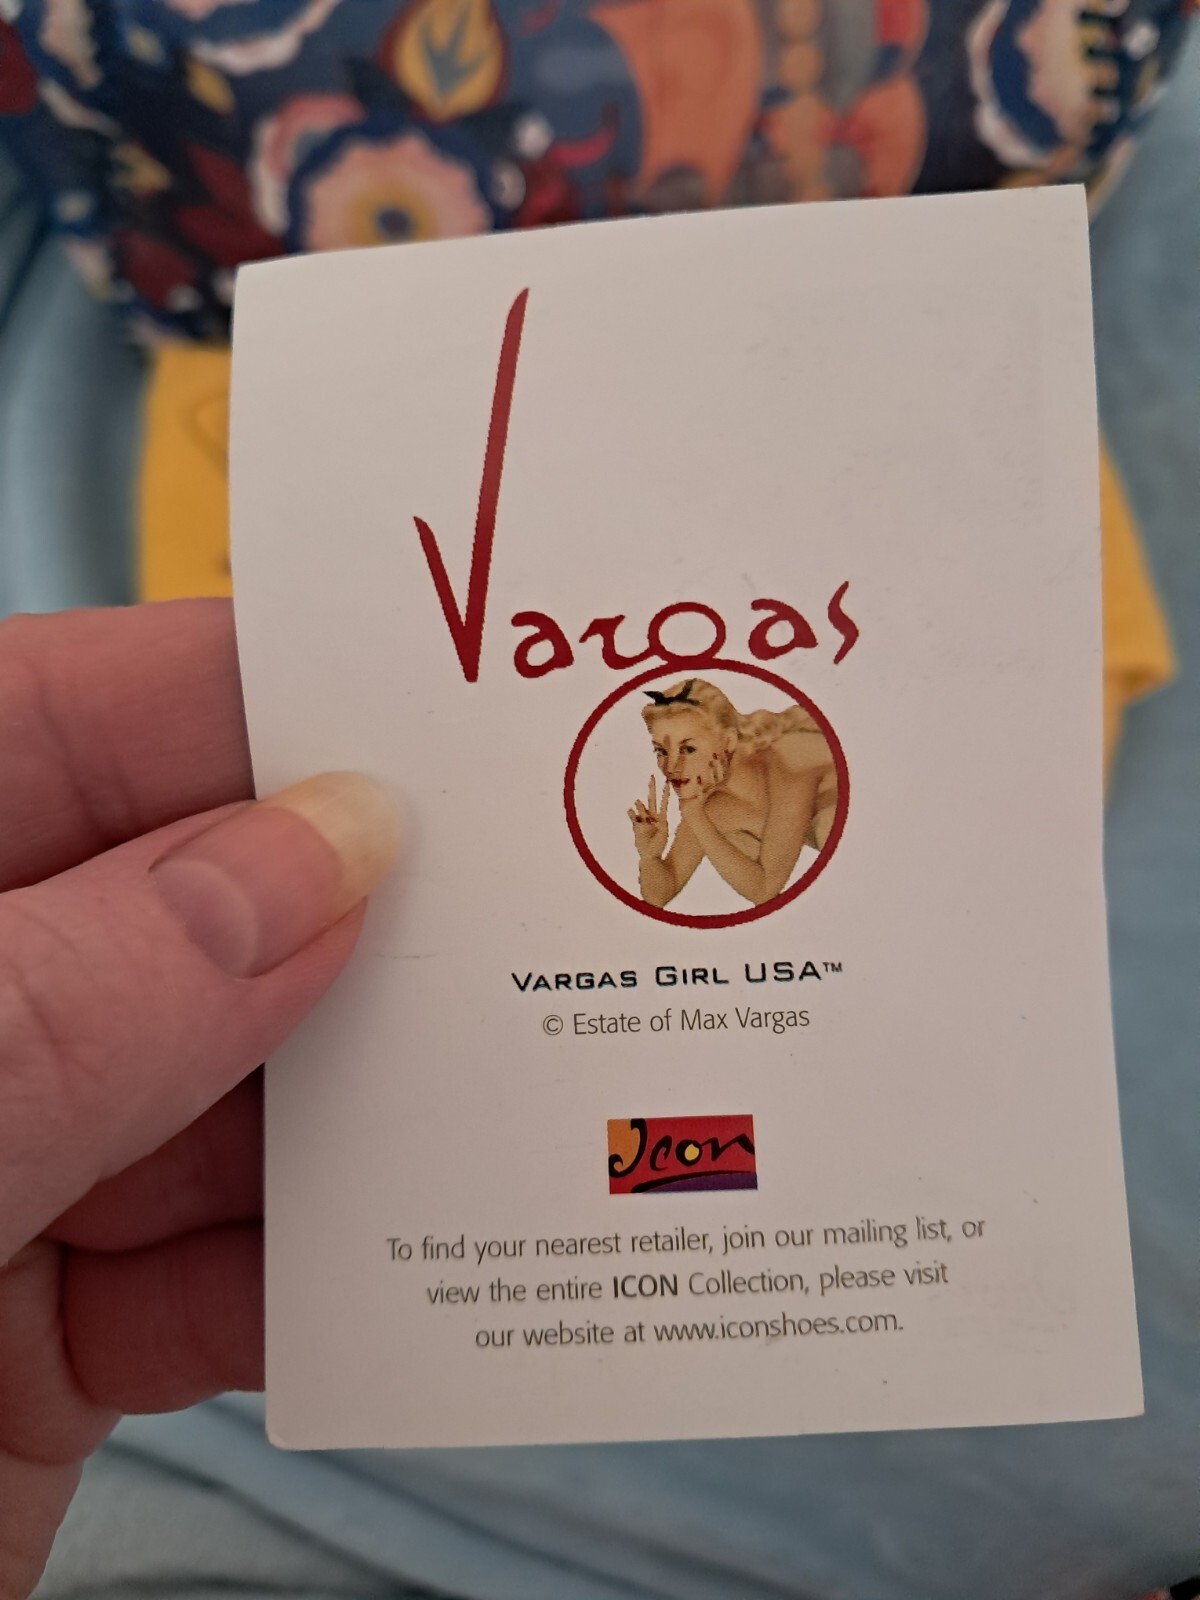 Vargas
VARGAS GIRL USA™
© Estate of Max Vargas
Icon
To find your nearest retailer, join our mailing list, or
view the entire ICON Collection, please visit
our website at www.iconshoes.com.